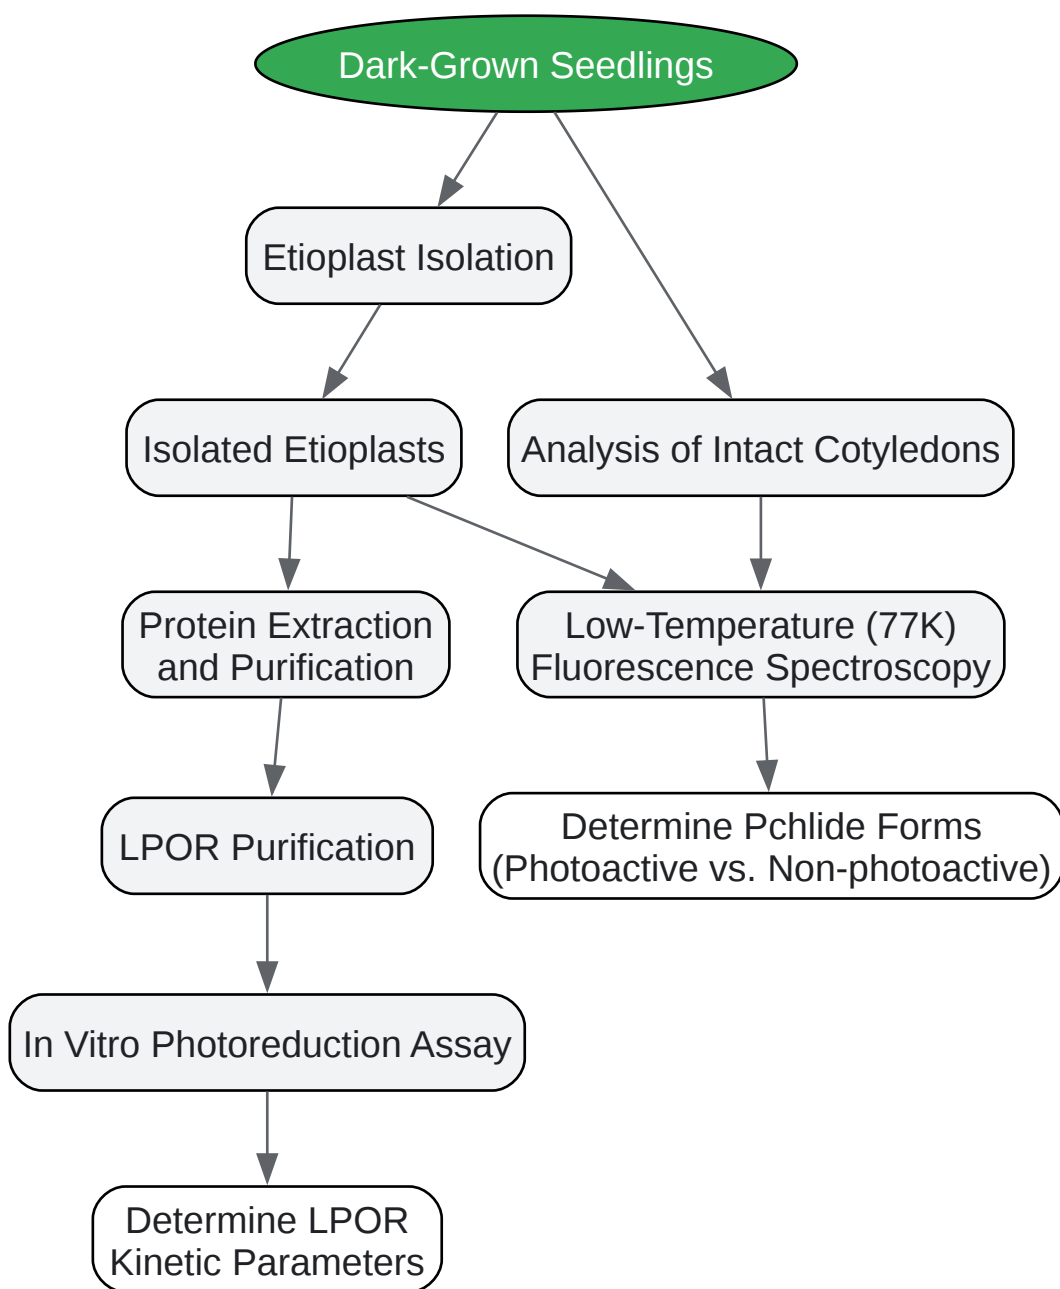 Dark-Grown Seedlings
Etioplast Isolation
Isolated Etioplasts
Analysis of Intact Cotyledons
Protein Extraction
and Purification
Low-Temperature (77K)
Fluorescence Spectroscopy
LPOR Purification
Determine Pchlide Forms
(Photoactive vs. Non-photoactive)
In Vitro Photoreduction Assay
Determine LPOR
Kinetic Parameters